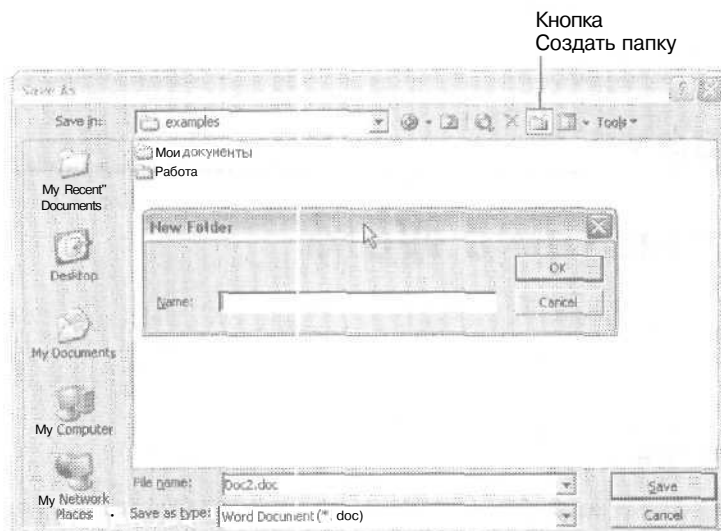 Кнопка
Создать папку
Save As
Save in: examples Tools
Мои документы
Работа
My Recent"
Documents
Desktop
My Documents
My Computer
My Network
Places
New Folder
OK
Name:
Cancel
File name: Doc2.doc Save
Save as type: Word Document (*. doc) Cancel